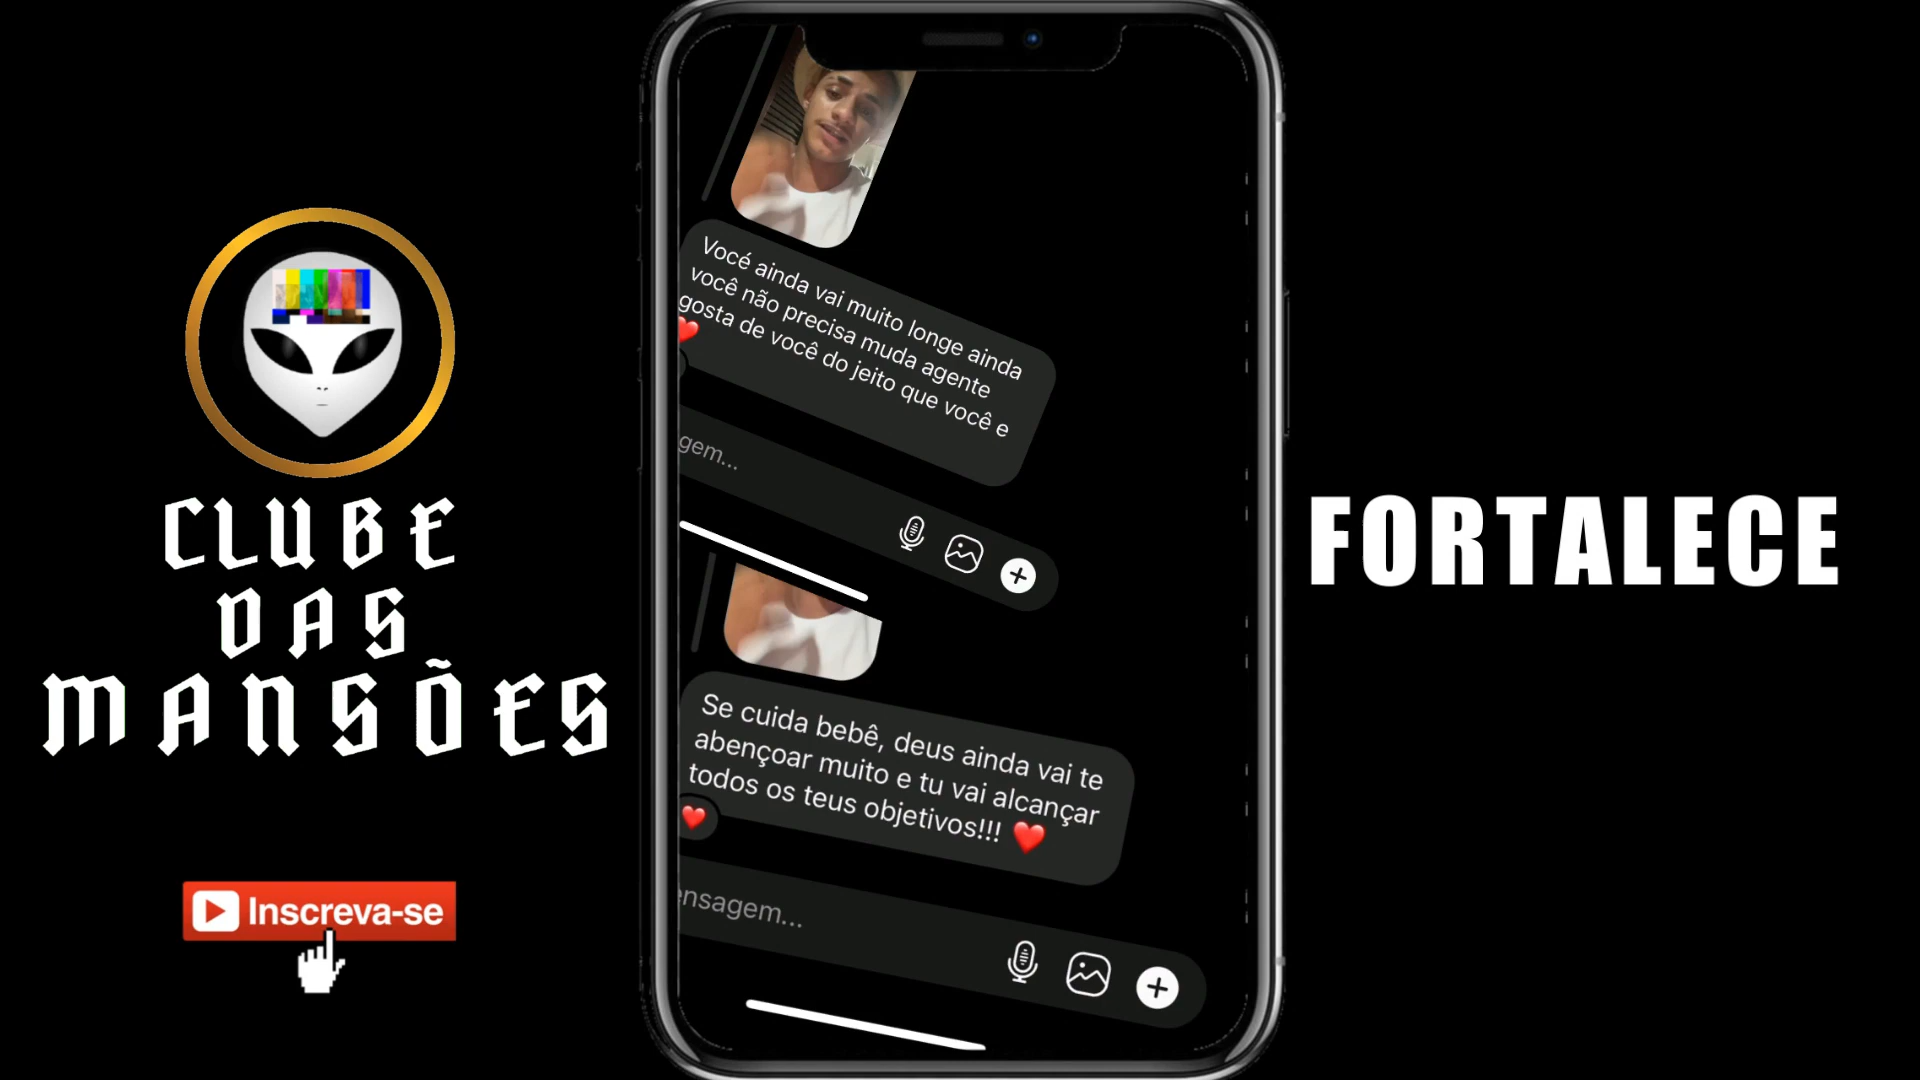 CLUBE
DAS
MANSÕES
Inscreva-se
Vocé ainda vai muito longe ainda
você não precisa muda agente
gosta de você do jeito que você e
❤️
gem...
Se cuida bebê, deus ainda vai te
abençoar muito e tu vai alcançar
todos os teus objetivos!!! ❤️
❤️
ensagem...
FORTALECE